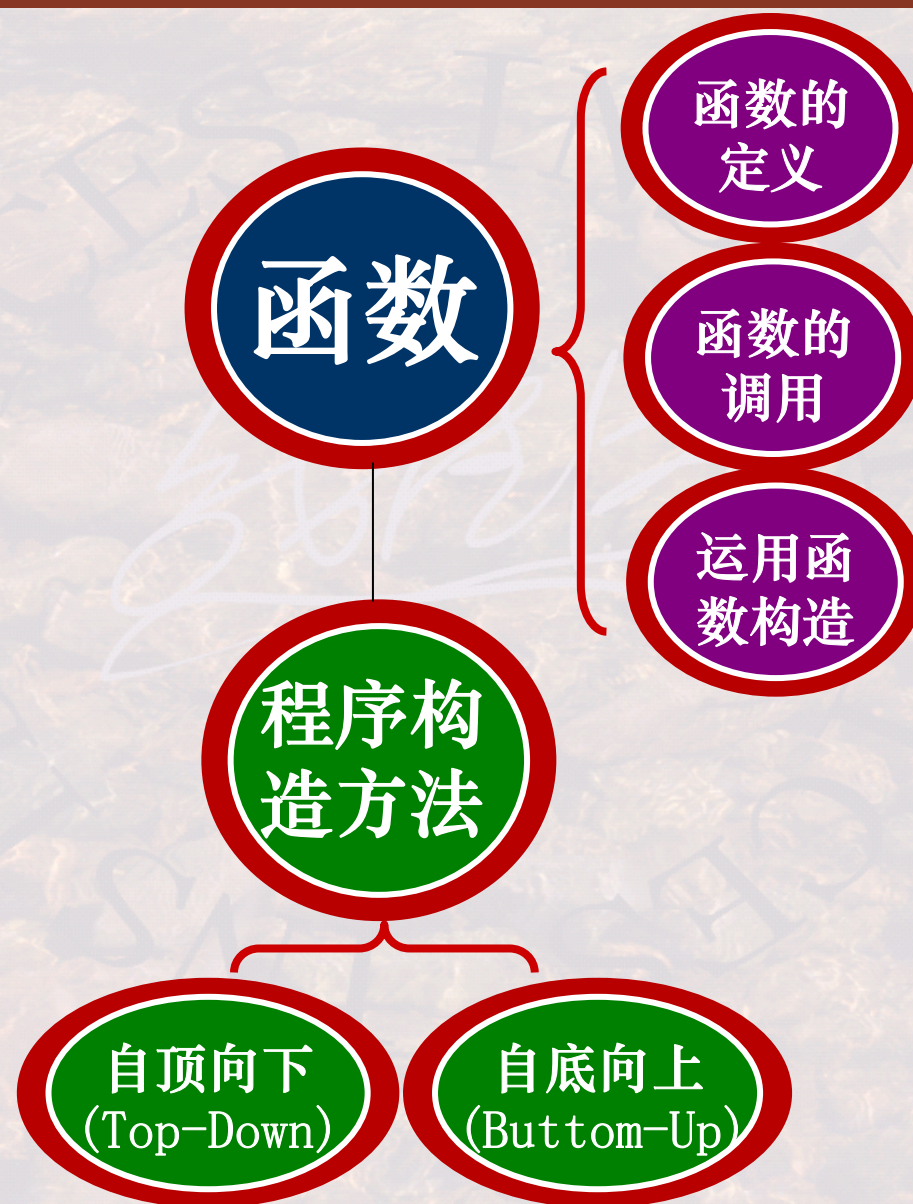 函数的
定义
函数
函数的
调用
运用函
数构造
程序构
造方法
自顶向下
(Top-Down)
自底向上
(Buttom-Up)